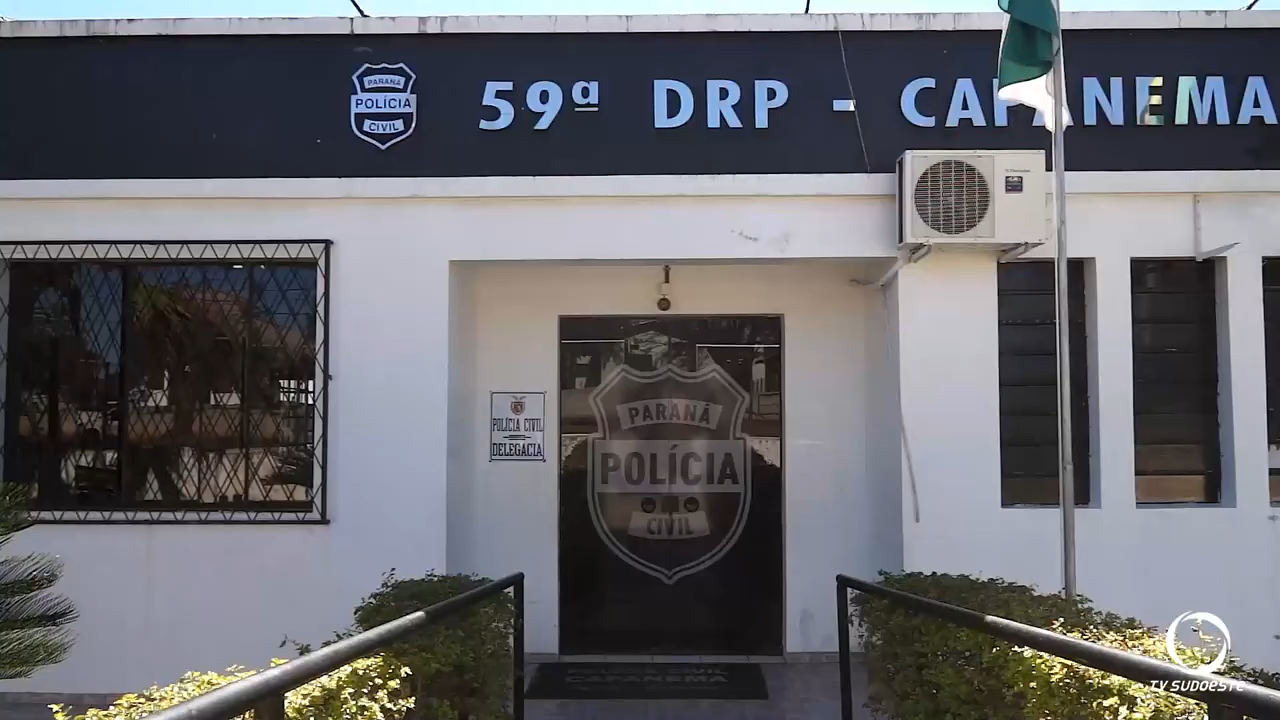 PARANÁ
POLÍCIA
CIVIL
59ª DRP - CAPANEMA
POLÍCIA CIVIL
DELEGACIA
PARANÁ
POLÍCIA
CIVIL
CAPANEMA
TV SUDOESTE